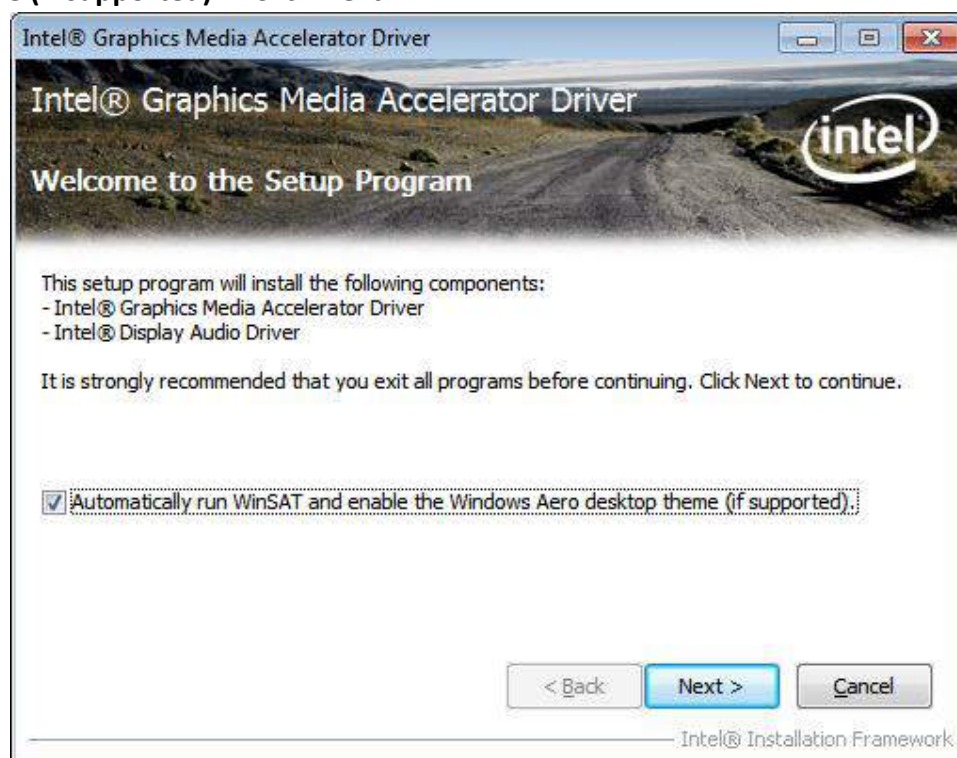 Intel® Graphics Media Accelerator Driver
Intel® Graphics Media Accelerator Driver
intel
Welcome to the Setup Program
This setup program will install the following components:
- Intel® Graphics Media Accelerator Driver
- Intel® Display Audio Driver
It is strongly recommended that you exit all programs before continuing. Click Next to continue.
Automatically run WinSAT and enable the Windows Aero desktop theme (if supported).
< Back Next > Cancel
Intel® Installation Framework